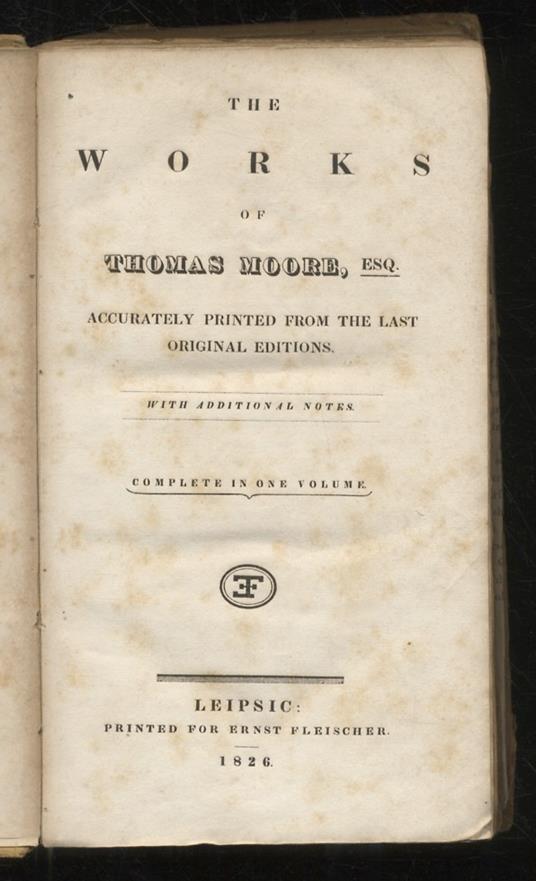 THE
WORKS
OF
THOMAS MOORE, ESQ.
ACCURATELY PRINTED FROM THE LAST
ORIGINAL EDITIONS.
WITH ADDITIONAL NOTES.
COMPLETE IN ONE VOLUME.
EF
LEIPSIC:
PRINTED FOR ERNST FLEISCHER.
1826.